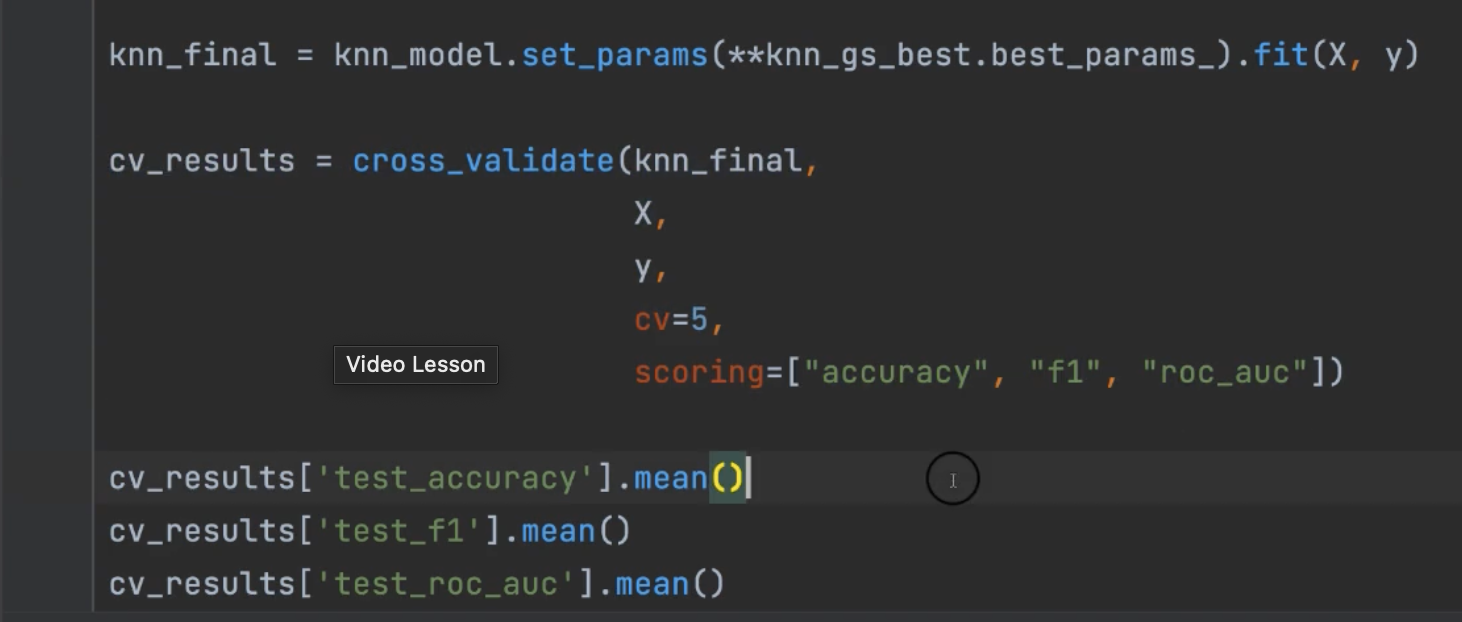 knn_final = knn_model.set_params(**knn_gs_best.best_params_).fit(X, y)
cv_results = cross_validate(knn_final,
X,
y,
cv=5,
Video Lesson
scoring=["accuracy", "f1", "roc_auc"])
cv_results['test_accuracy'].mean()
cv_results['test_f1'].mean()
cv_results['test_roc_auc'].mean()